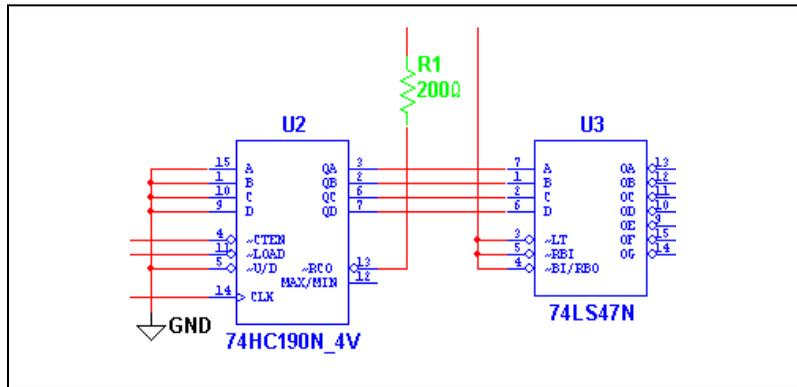 R1
200Ω
U2
15 A QA 3
1 B QB 2
10 C QC 6
9 D QD 7
4 ~CTEN
11 ~LOAD
5 ~U/D ~RCO 13
MAX/MIN 12
14 CLK
74HC190N_4V
GND
U3
7 A OA 13
1 B OB 12
2 C OC 11
6 D OD 10
OE 9
3 ~LT OF 15
5 ~RBI OG 14
4 ~BI/RBO
74LS47N